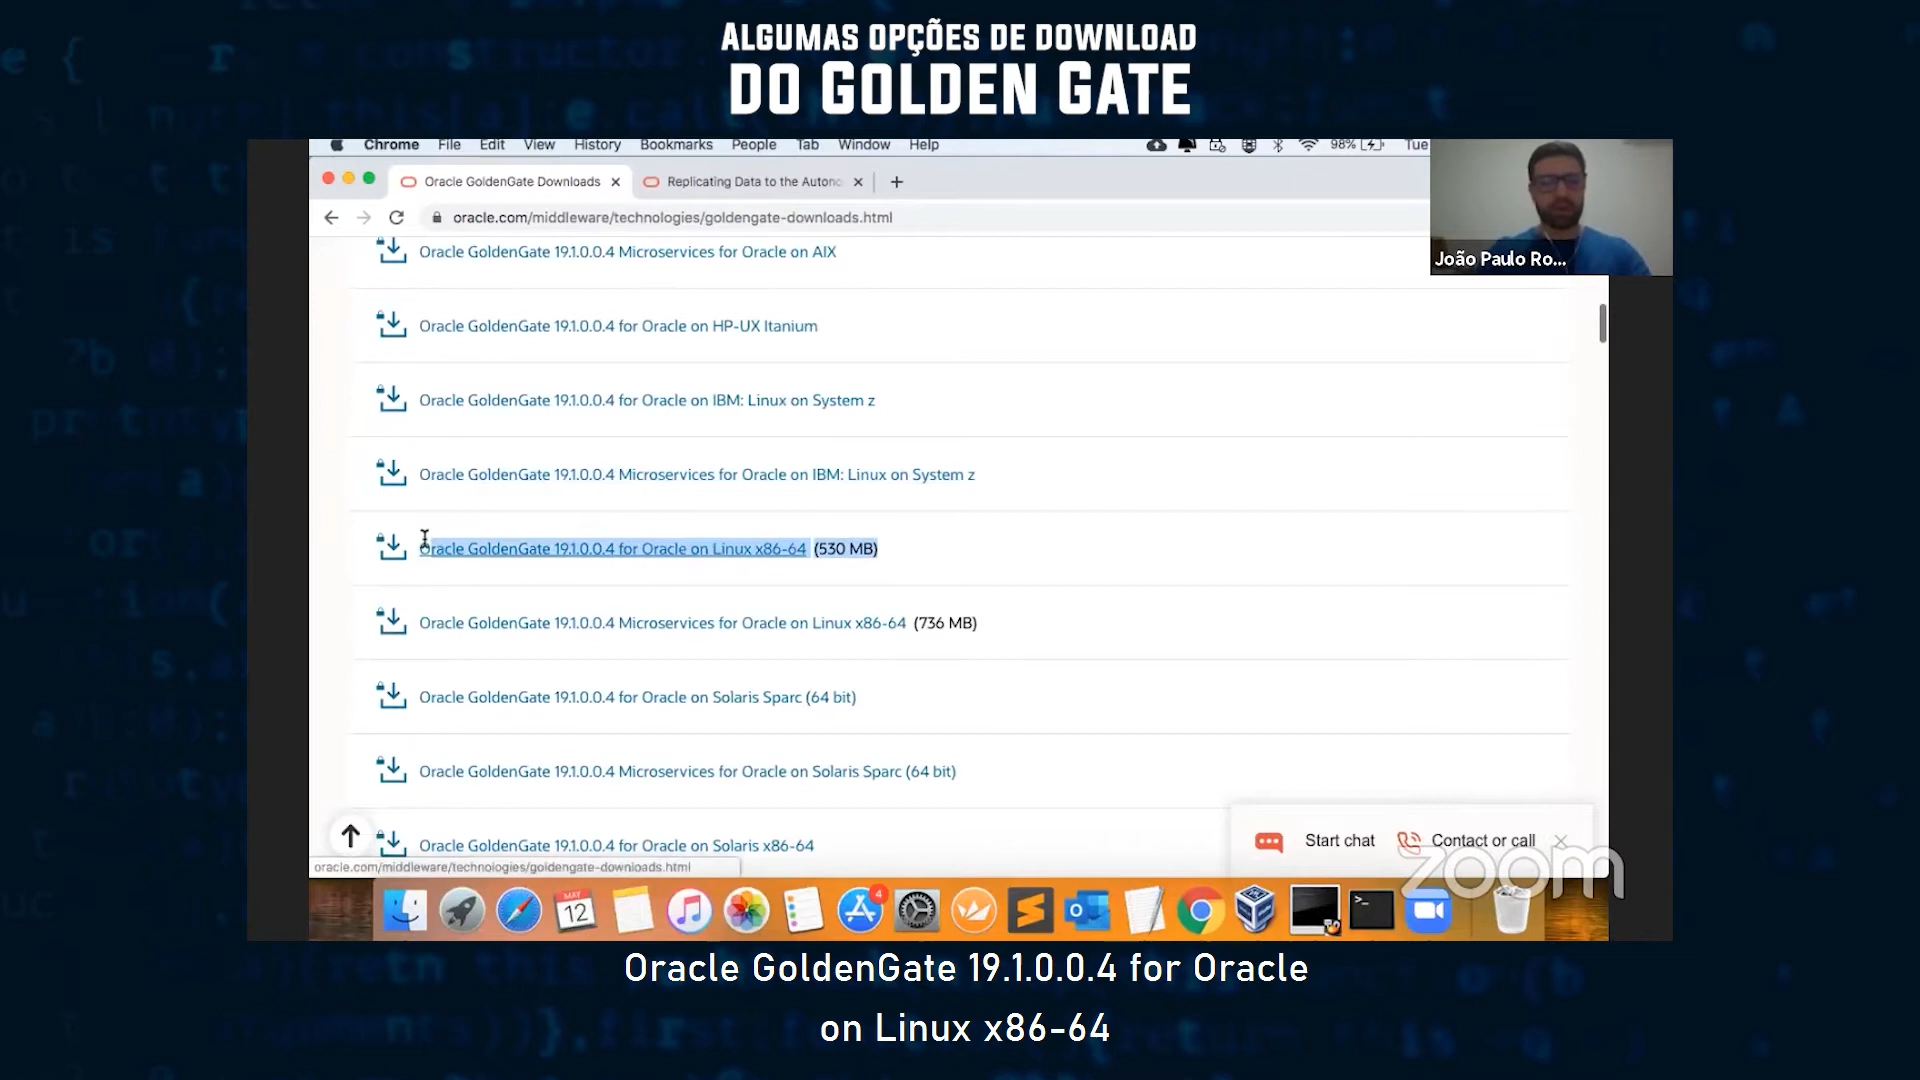 ALGUMAS OPÇÕES DE DOWNLOAD
DO GOLDEN GATE
Chrome File Edit View History Bookmarks People Tab Window Help 98% Tue
Oracle GoldenGate Downloads Replicating Data to the Autono
oracle.com/middleware/technologies/goldengate-downloads.html
João Paulo Ro...
Oracle GoldenGate 19.1.0.0.4 Microservices for Oracle on AIX
Oracle GoldenGate 19.1.0.0.4 for Oracle on HP-UX Itanium
Oracle GoldenGate 19.1.0.0.4 for Oracle on IBM: Linux on System z
Oracle GoldenGate 19.1.0.0.4 Microservices for Oracle on IBM: Linux on System z
Oracle GoldenGate 19.1.0.0.4 for Oracle on Linux x86-64 (530 MB)
Oracle GoldenGate 19.1.0.0.4 Microservices for Oracle on Linux x86-64 (736 MB)
Oracle GoldenGate 19.1.0.0.4 for Oracle on Solaris Sparc (64 bit)
Oracle GoldenGate 19.1.0.0.4 Microservices for Oracle on Solaris Sparc (64 bit)
Oracle GoldenGate 19.1.0.0.4 for Oracle on Solaris x86-64
Start chat Contact or call
oracle.com/middleware/technologies/goldengate-downloads.html
zoom
MAY
12
4
Oracle GoldenGate 19.1.0.0.4 for Oracle
on Linux x86-64